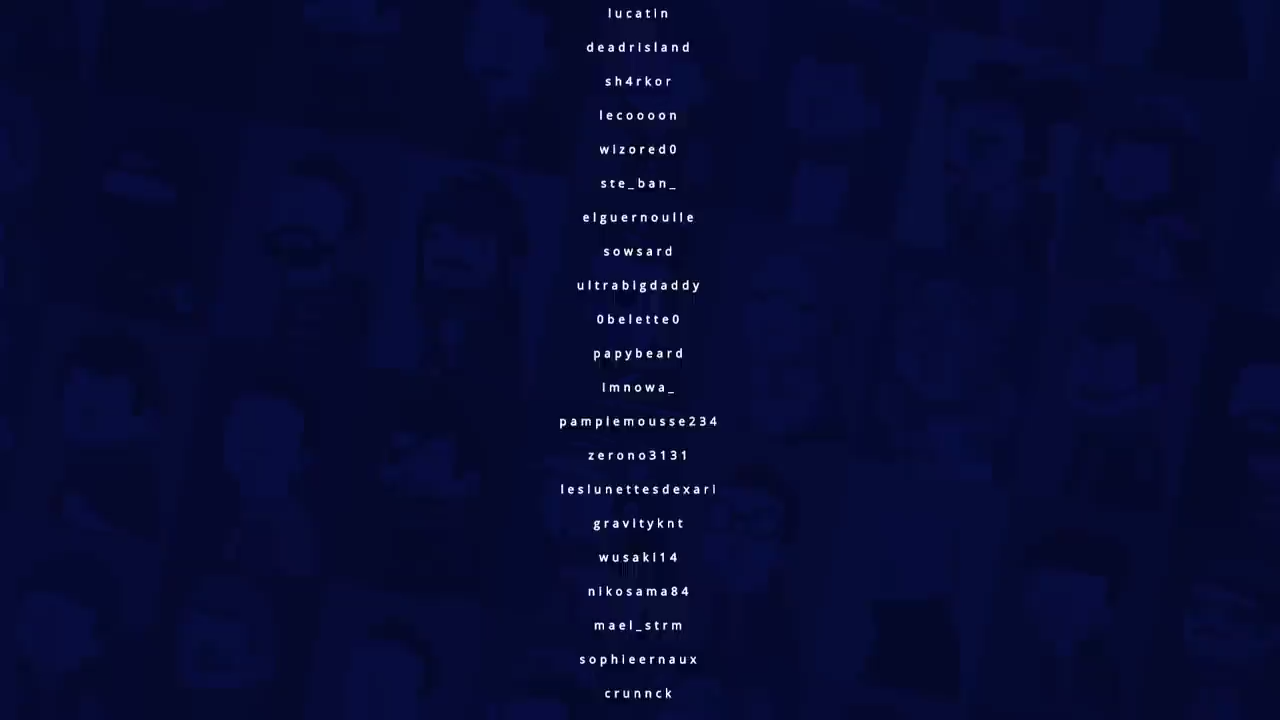 lucatin
deadrisland
sh4rkor
lecoooon
wizored0
ste_ban_
elguernoulle
sowsard
ultrabigdaddy
0belette0
papybeard
imnowa_
pamplemousse234
zerono3131
leslunettesdexari
gravityknt
wusaki14
nikosama84
mael_strm
sophieernaux
crunnck